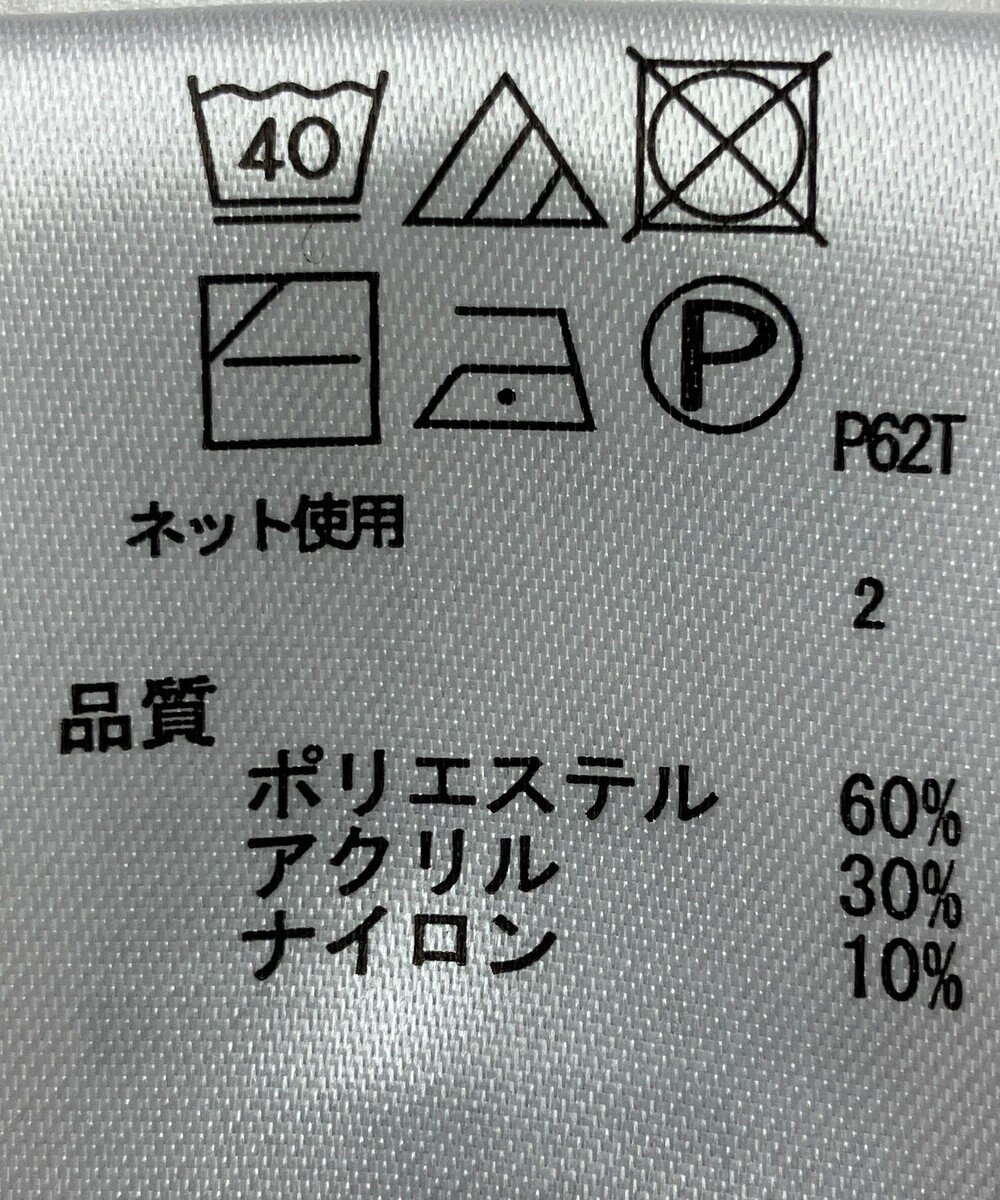 40
P
P62T
ネット使用
2
品質
ポリエステル 60%
アクリル 30%
ナイロン 10%